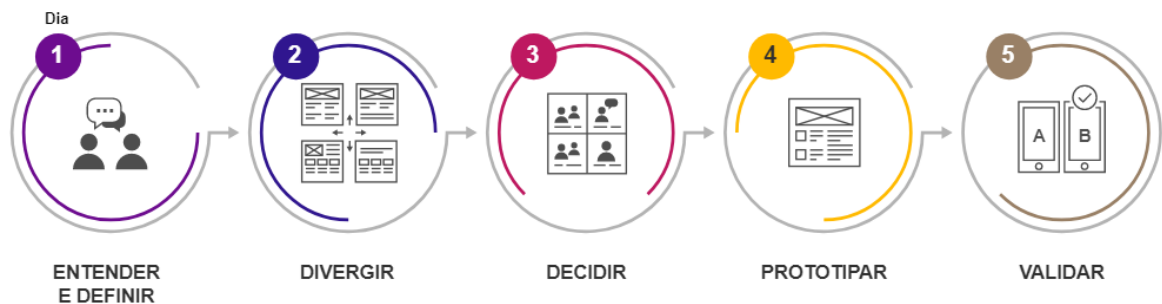 Dia
1
2
3
4
5
...
A
B
ENTENDER
E DEFINIR
DIVERGIR
DECIDIR
PROTOTIPAR
VALIDAR